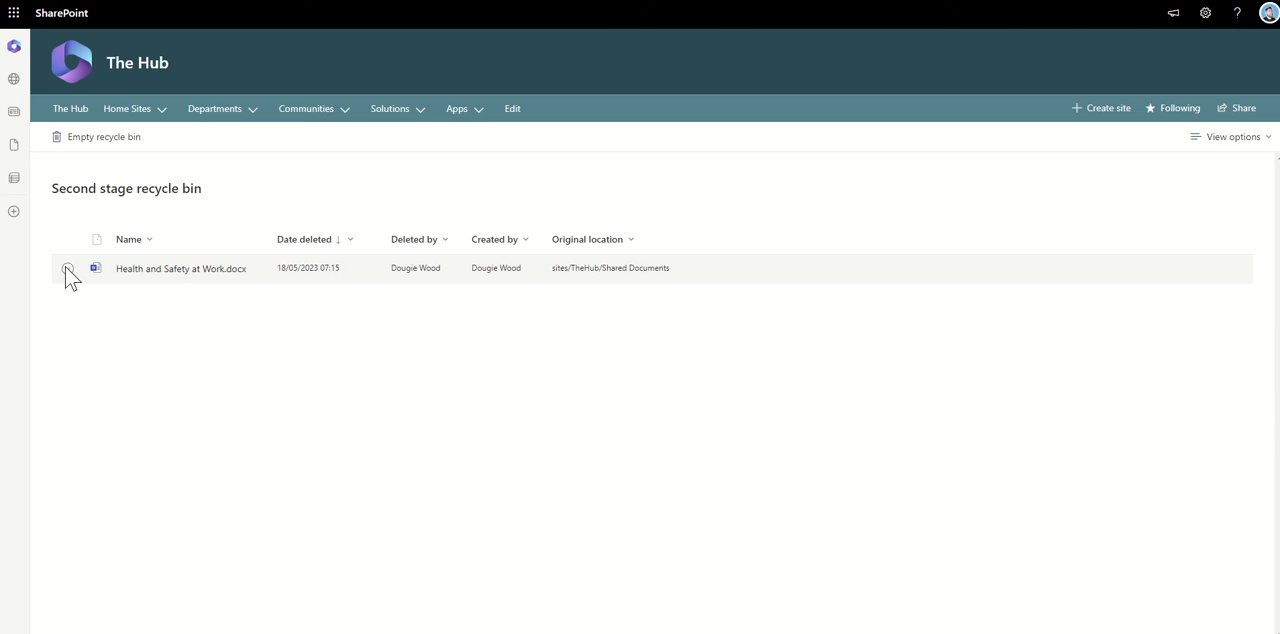 SharePoint
The Hub
The Hub Home Sites Departments Communities Solutions Apps Edit Create site Following Share
Empty recycle bin View options
Second stage recycle bin
Name Date deleted Deleted by Created by Original location
Health and Safety at Work.docx 18/05/2023 07:15 Dougie Wood Dougie Wood sites/TheHub/Shared Documents